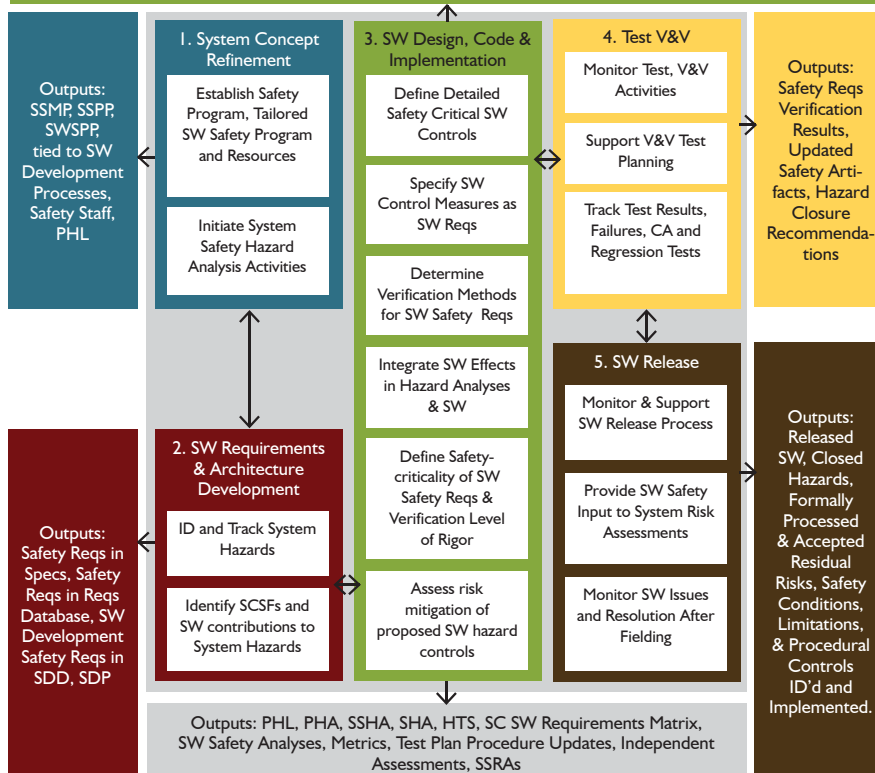 Outputs:
SSMP, SSPP,
SWSPP,
tied to SW
Development
Processes,
Safety Staff,
PHL
1. System Concept
Refinement
Establish Safety
Program, Tailored
SW Safety Program
and Resources
Initiate System
Safety Hazard
Analysis Activities
Outputs:
Safety Reqs in
Specs, Safety
Reqs in Reqs
Database, SW
Development
Safety Reqs in
SDD, SDP
2. SW Requirements
& Architecture
Development
ID and Track System
Hazards
Identify SCSFs and
SW contributions to
System Hazards
3. SW Design, Code &
Implementation
Define Detailed
Safety Critical SW
Controls
Specify SW
Control Measures as
SW Reqs
Determine
Verification Methods
for SW Safety Reqs
Integrate SW Effects
in Hazard Analyses
& SW
Define Safety-
criticality of SW
Safety Reqs &
Verification Level
of Rigor
Assess risk
mitigation of
proposed SW hazard
controls
4. Test V&V
Monitor Test, V&V
Activities
Support V&V Test
Planning
Track Test Results,
Failures, CA and
Regression Tests
Outputs:
Safety Reqs
Verification
Results,
Updated
Safety Arti-
facts, Hazard
Closure
Recommenda-
tions
5. SW Release
Monitor & Support
SW Release Process
Provide SW Safety
Input to System Risk
Assessments
Monitor SW Issues
and Resolution After
Fielding
Outputs:
Released
SW, Closed
Hazards,
Formally
Processed
& Accepted
Residual
Risks, Safety
Conditions,
Limitations,
& Procedural
Controls
ID'd and
Implemented.
Outputs: PHL, PHA, SSHA, SHA, HTS, SC SW Requirements Matrix,
SW Safety Analyses, Metrics, Test Plan Procedure Updates, Independent
Assessments, SSRAs